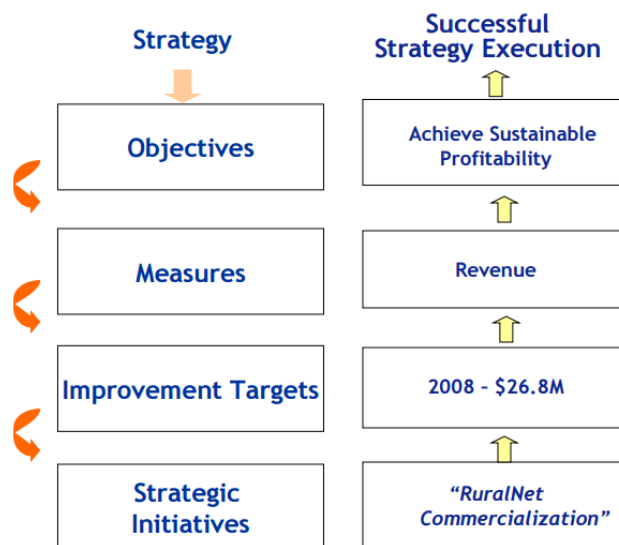 Strategy
Objectives
Measures
Improvement Targets
Strategic
Initiatives
Successful
Strategy Execution
Achieve Sustainable
Profitability
Revenue
2008 – $26.8M
“RuralNet
Commercialization”